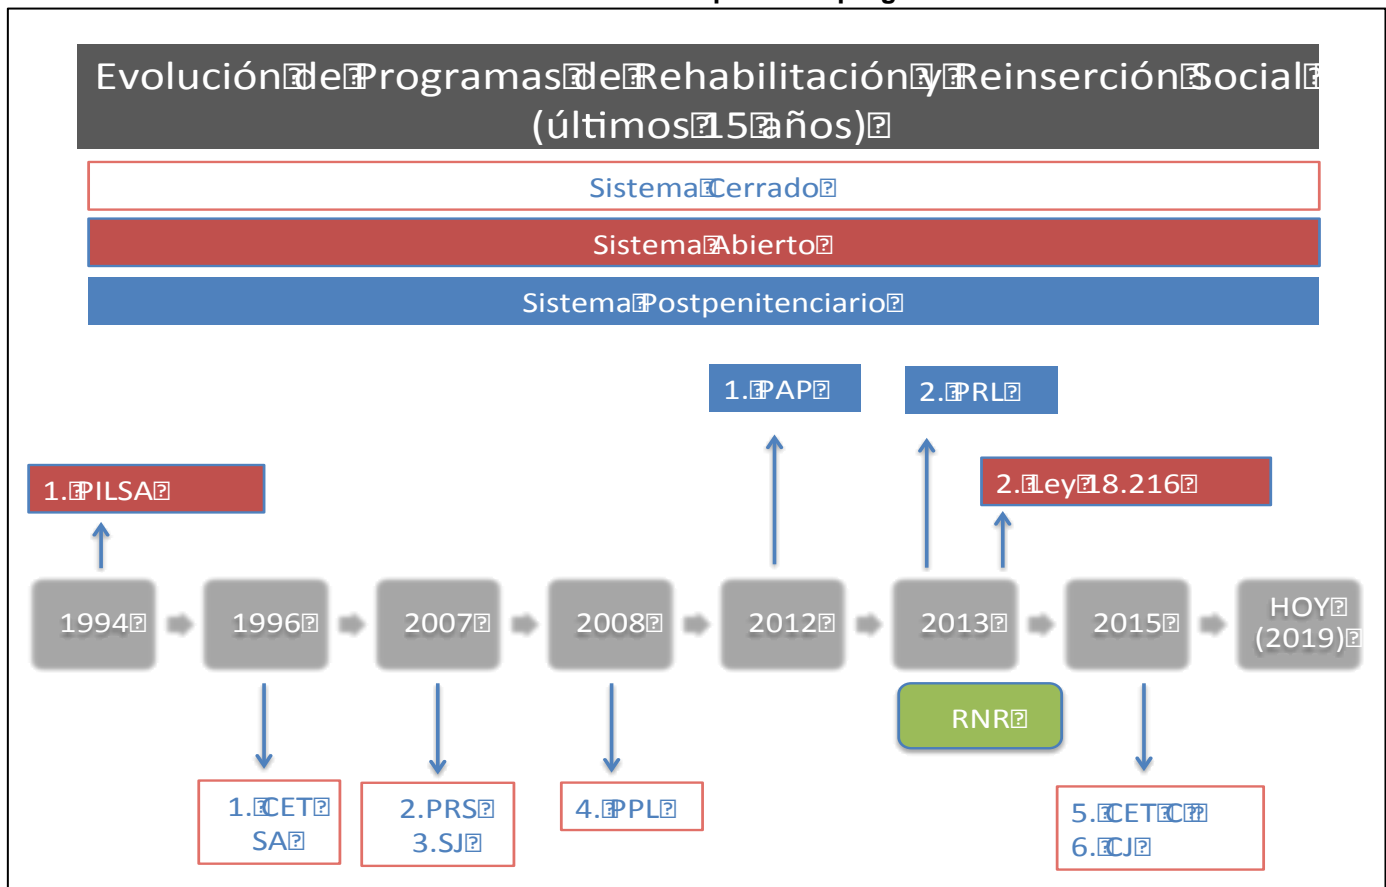 Evolución de Programas de Rehabilitación y Reinserción Social
(últimos 15 años)
Sistema Cerrado
Sistema Abierto
Sistema Postpenitenciario
1. PAP
2. PRL
1. PILSA
2. Ley 18.216
1994
1996
2007
2008
2012
2013
2015
HOY
(2019)
RNR
1. CET
SA
2.PRS
3.SJ
4. PPL
5. CET C
6. CJ